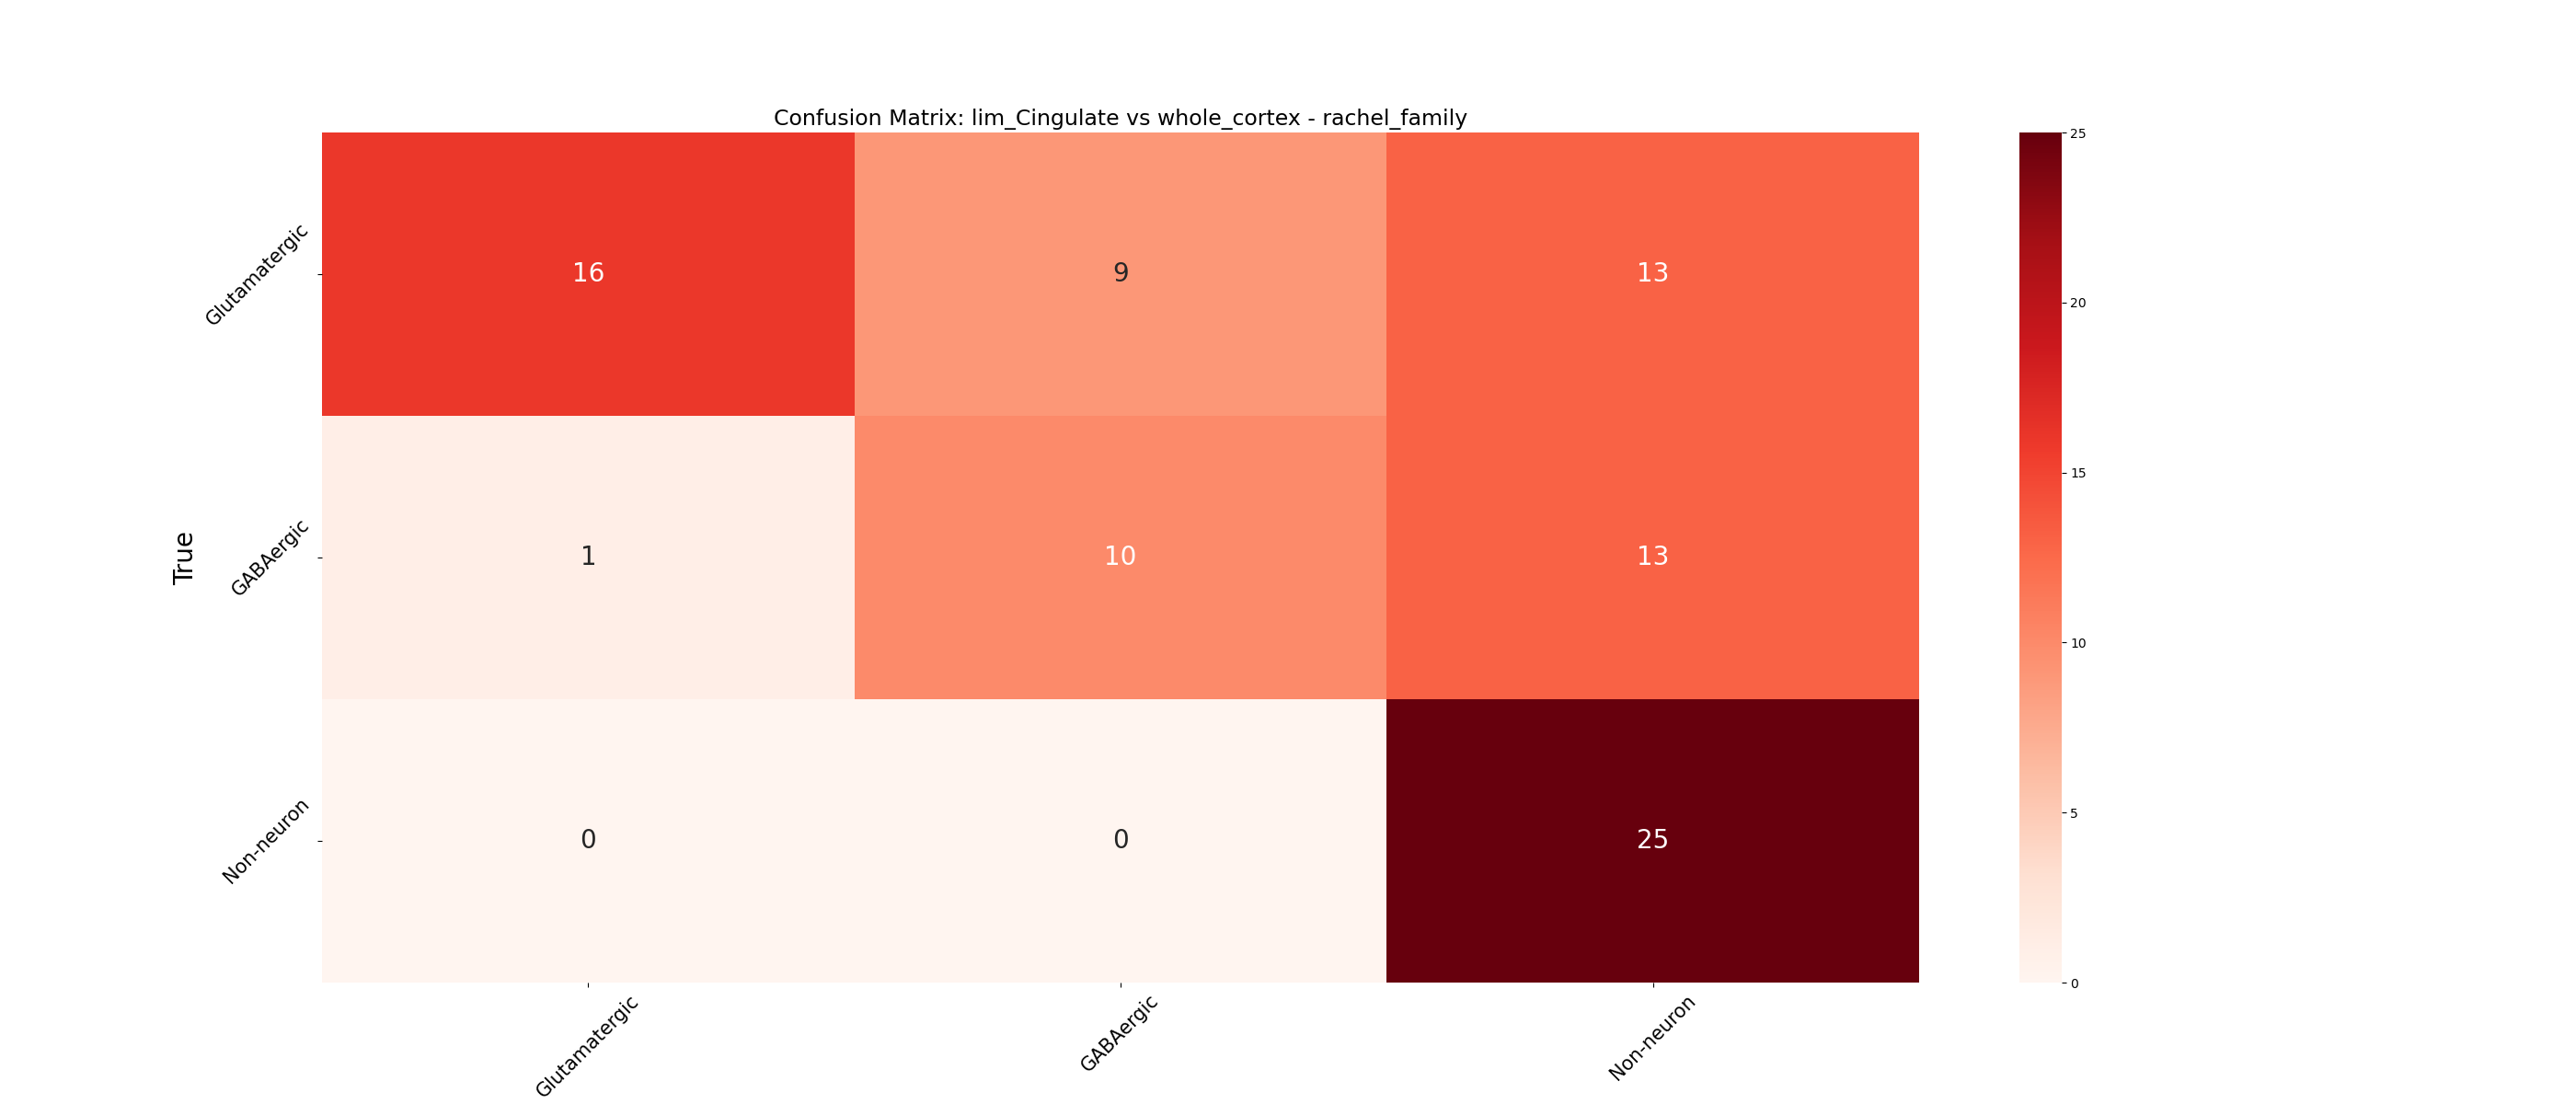 Confusion Matrix: lim_Cingulate vs whole_cortex - rachel_family
True
Glutamatergic
16
9
13
GABAergic
1
10
13
Non-neuron
0
0
25
Glutamatergic
GABAergic
Non-neuron
25
20
15
10
5
0